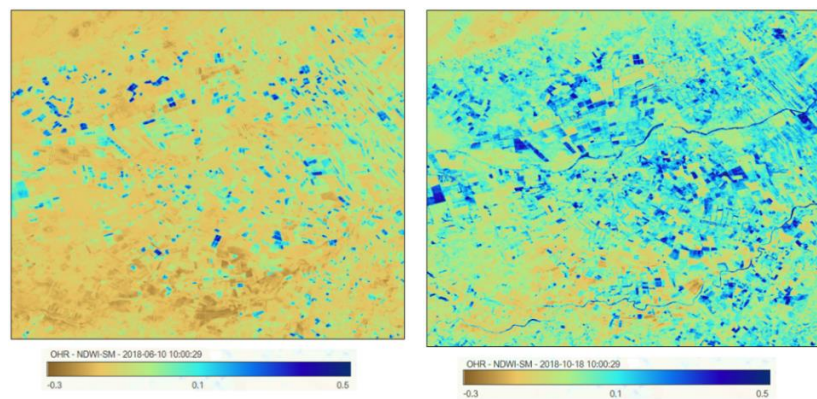 OHR - NDWI-SM - 2018-06-10 10:00:29
-0.3 0.1 0.5
OHR - NDWI-SM - 2018-10-18 10:00:29
-0.3 0.1 0.5